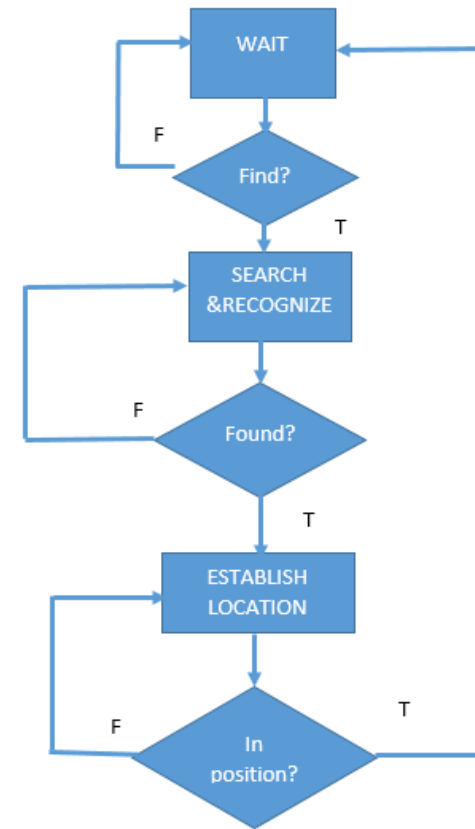 WAIT
F
Find?
T
SEARCH
&RECOGNIZE
F
Found?
T
ESTABLISH
LOCATION
F
T
In
position?